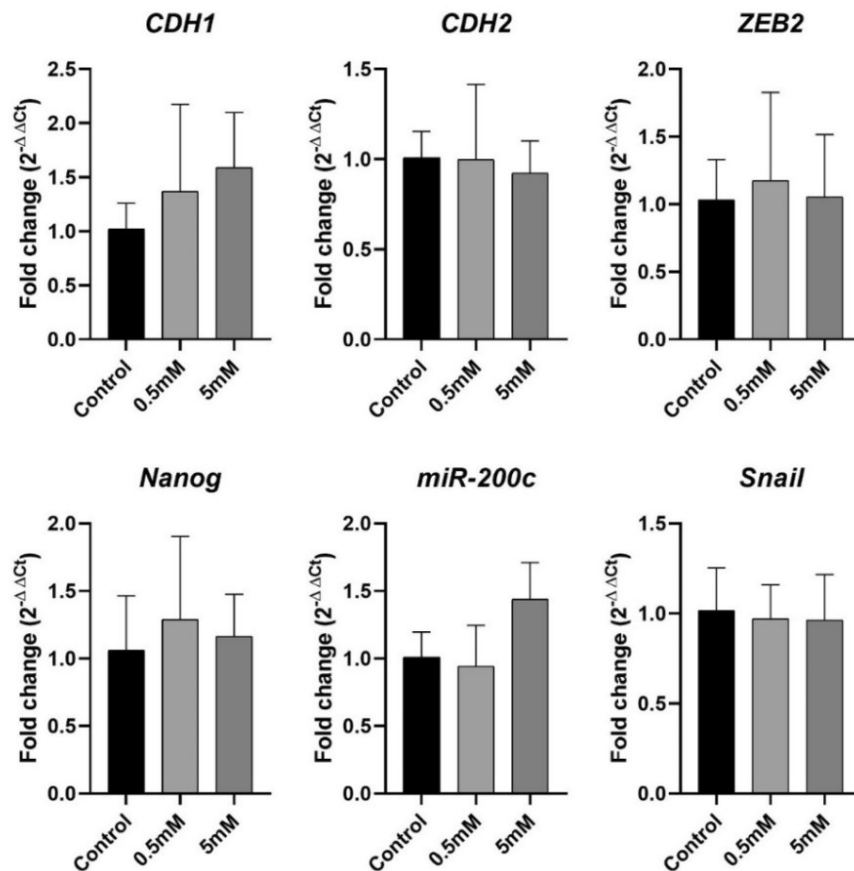 CDH1
Fold change (2^-ΔΔCt)
2.5
2.0
1.5
1.0
0.5
0.0
Control
0.5mM
5mM
CDH2
Fold change (2^-ΔΔCt)
1.5
1.0
0.5
0.0
Control
0.5mM
5mM
ZEB2
Fold change (2^-ΔΔCt)
2.0
1.5
1.0
0.5
0.0
Control
0.5mM
5mM
Nanog
Fold change (2^-ΔΔCt)
2.0
1.5
1.0
0.5
0.0
Control
0.5mM
5mM
miR-200c
Fold change (2^-ΔΔCt)
2.0
1.5
1.0
0.5
0.0
Control
0.5mM
5mM
Snail
Fold change (2^-ΔΔCt)
1.5
1.0
0.5
0.0
Control
0.5mM
5mM